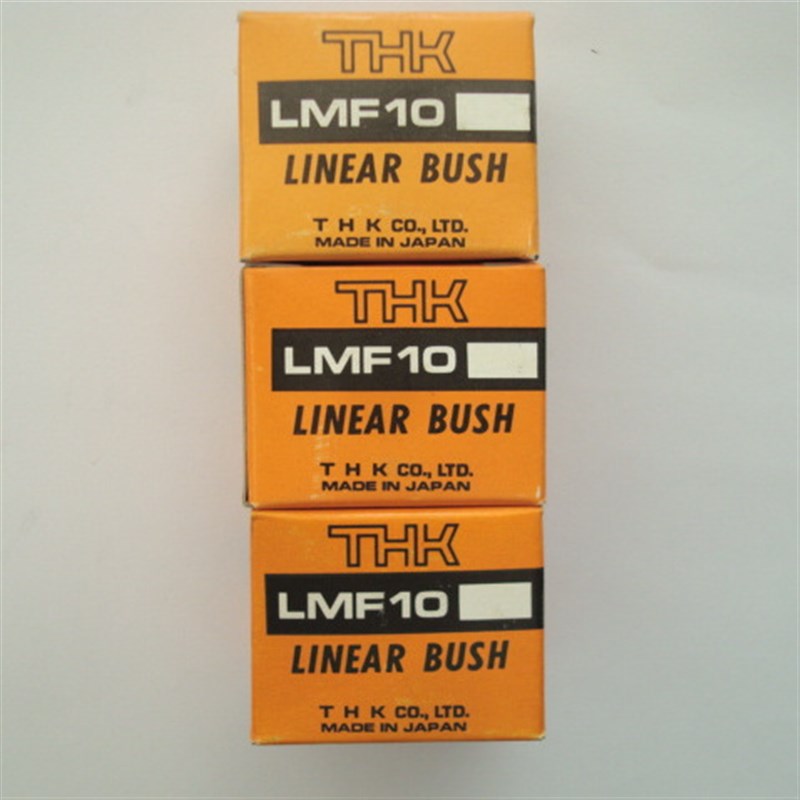 THK
LMF10
LINEAR BUSH
T H K CO., LTD.
MADE IN JAPAN
THK
LMF10
LINEAR BUSH
T H K CO., LTD.
MADE IN JAPAN
THK
LMF10
LINEAR BUSH
T H K CO., LTD.
MADE IN JAPAN